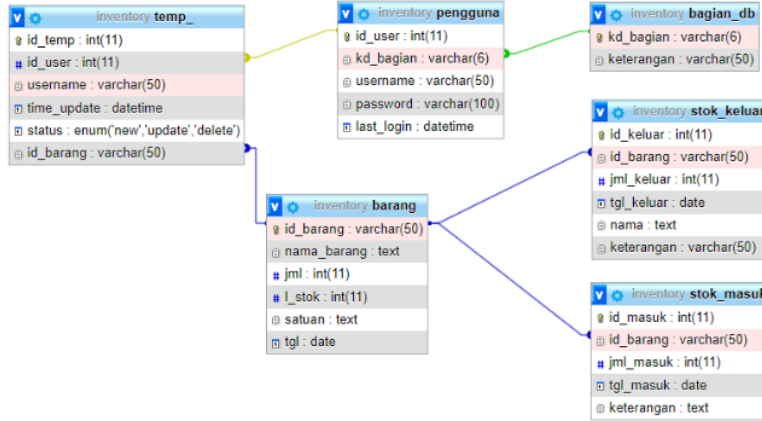 inventory temp_
id_temp : int(11)
id_user : int(11)
username : varchar(50)
time_update : datetime
status : enum('new','update','delete')
id_barang : varchar(50)
inventory pengguna
id_user : int(11)
kd_bagian : varchar(6)
username : varchar(50)
password : varchar(100)
last_login : datetime
inventory bagian_db
kd_bagian : varchar(6)
keterangan : varchar(50)
inventory barang
id_barang : varchar(50)
nama_barang : text
jml : int(11)
l_stok : int(11)
satuan : text
tgl : date
inventory stok_keluar
id_keluar : int(11)
id_barang : varchar(50)
jml_keluar : int(11)
tgl_keluar : date
nama : text
keterangan : varchar(50)
inventory stok_masuk
id_masuk : int(11)
id_barang : varchar(50)
jml_masuk : int(11)
tgl_masuk : date
keterangan : text